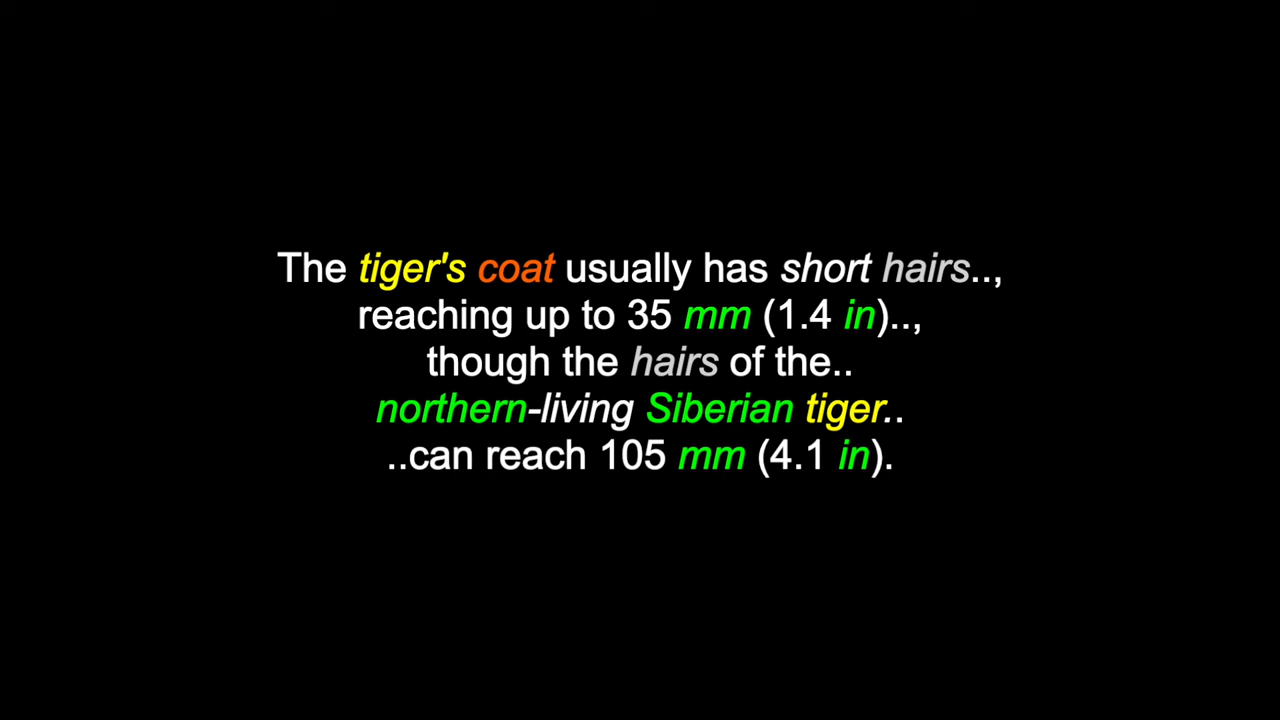 The tiger's coat usually has short hairs..,
reaching up to 35 mm (1.4 in)..,
though the hairs of the..
northern-living Siberian tiger..
..can reach 105 mm (4.1 in).